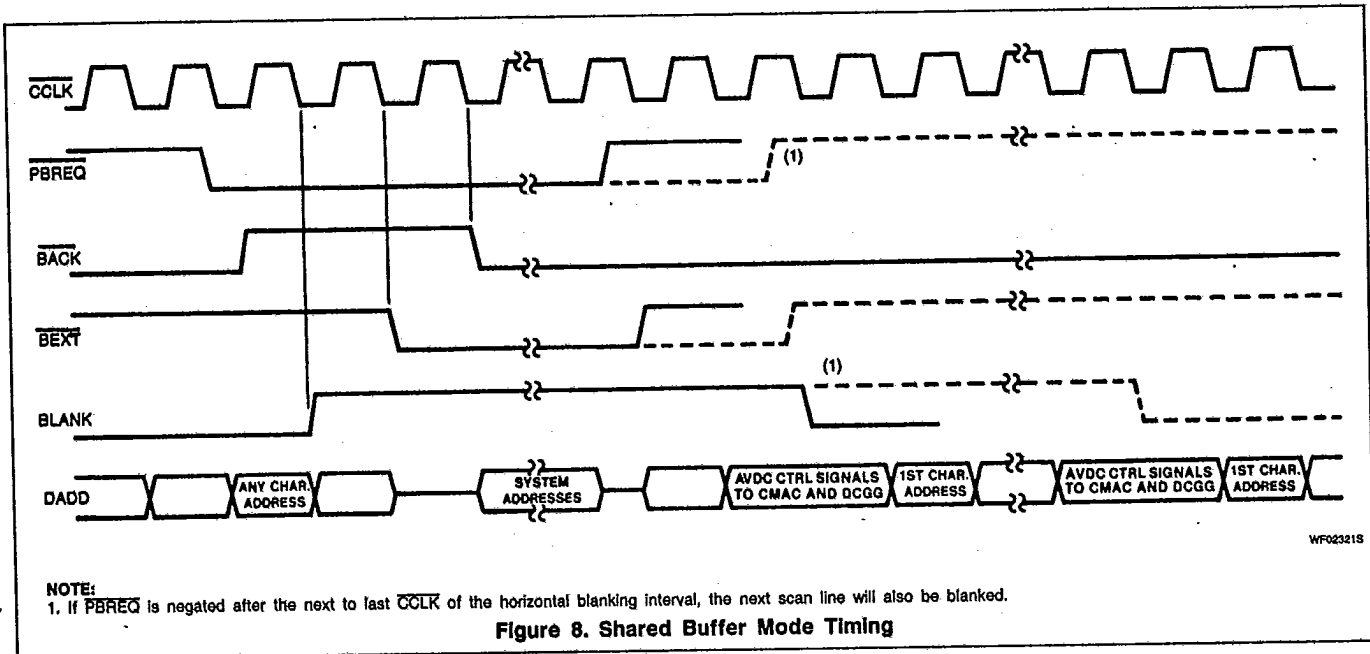 CCLK
PBREQ
(1)
BACK
BEXT
(1)
BLANK
DADD
ANY CHAR.
ADDRESS
SYSTEM
ADDRESSES
AVDC CTRL SIGNALS
TO CMAC AND DCGG
1ST CHAR.
ADDRESS
AVDC CTRL SIGNALS
TO CMAC AND DCGG
1ST CHAR.
ADDRESS
WF02321S
NOTE:
1. If PBREQ is negated after the next to last CCLK of the horizontal blanking interval, the next scan line will also be blanked.
Figure 8. Shared Buffer Mode Timing